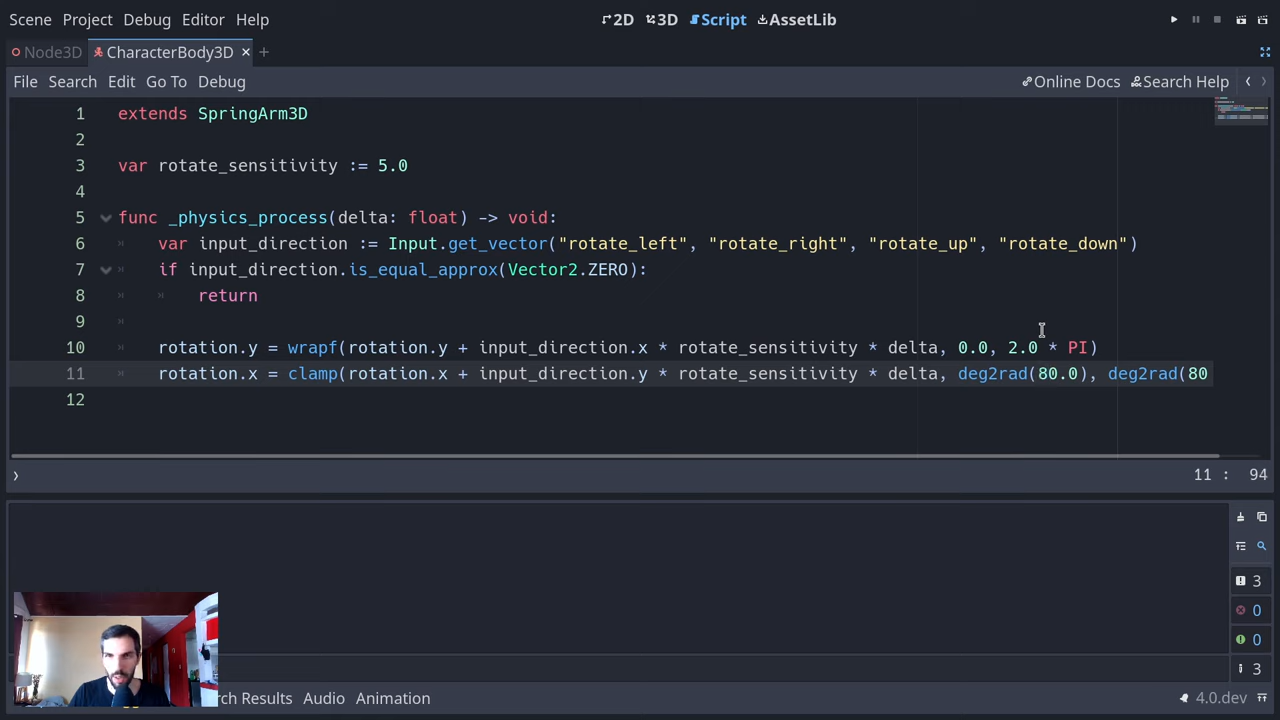 Scene Project Debug Editor Help 2D 3D Script AssetLib
Node3D CharacterBody3D × +
File Search Edit Go To Debug Online Docs Search Help
1 extends SpringArm3D
2
3 var rotate_sensitivity := 5.0
4
5 func _physics_process(delta: float) -> void:
6 var input_direction := Input.get_vector("rotate_left", "rotate_right", "rotate_up", "rotate_down")
7 if input_direction.is_equal_approx(Vector2.ZERO):
8 return
9
10 rotation.y = wrapf(rotation.y + input_direction.x * rotate_sensitivity * delta, 0.0, 2.0 * PI)
11 rotation.x = clamp(rotation.x + input_direction.y * rotate_sensitivity * delta, deg2rad(80.0), deg2rad(80
12
11 : 94
3
0
0
3
rch Results Audio Animation 4.0.dev